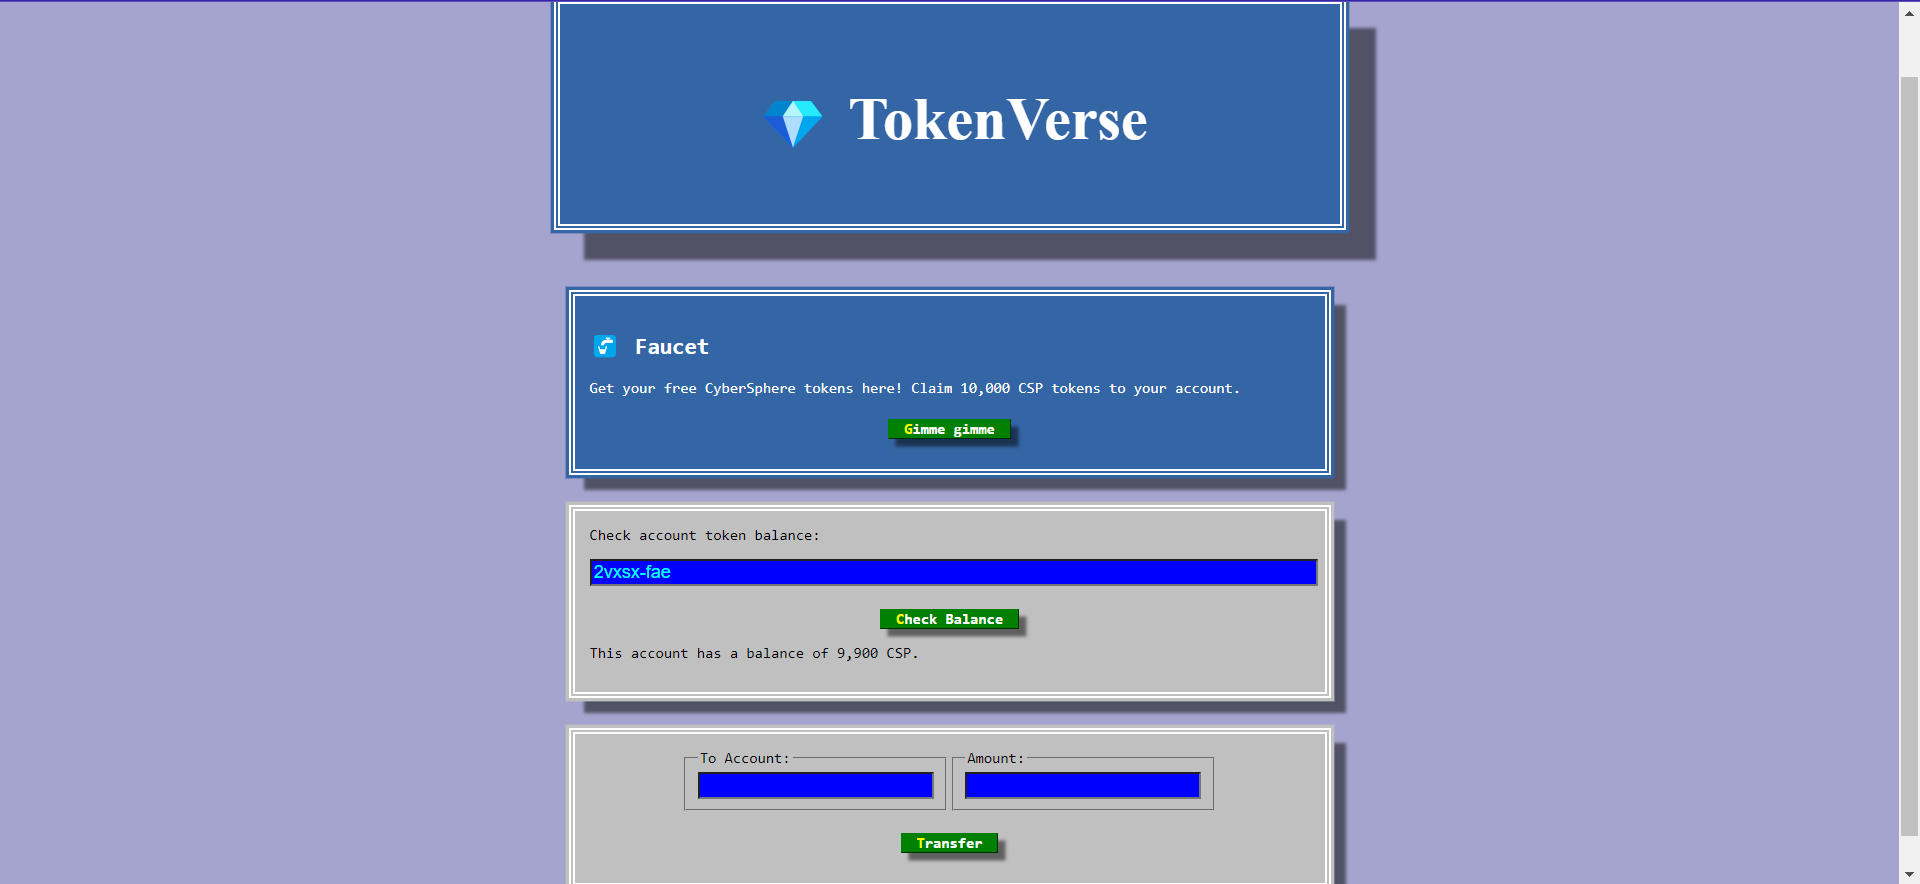 TokenVerse
Faucet
Get your free CyberSphere tokens here! Claim 10,000 CSP tokens to your account.
Gimme gimme
Check account token balance:
2vxsx-fae
Check Balance
This account has a balance of 9,900 CSP.
To Account: Amount:
Transfer